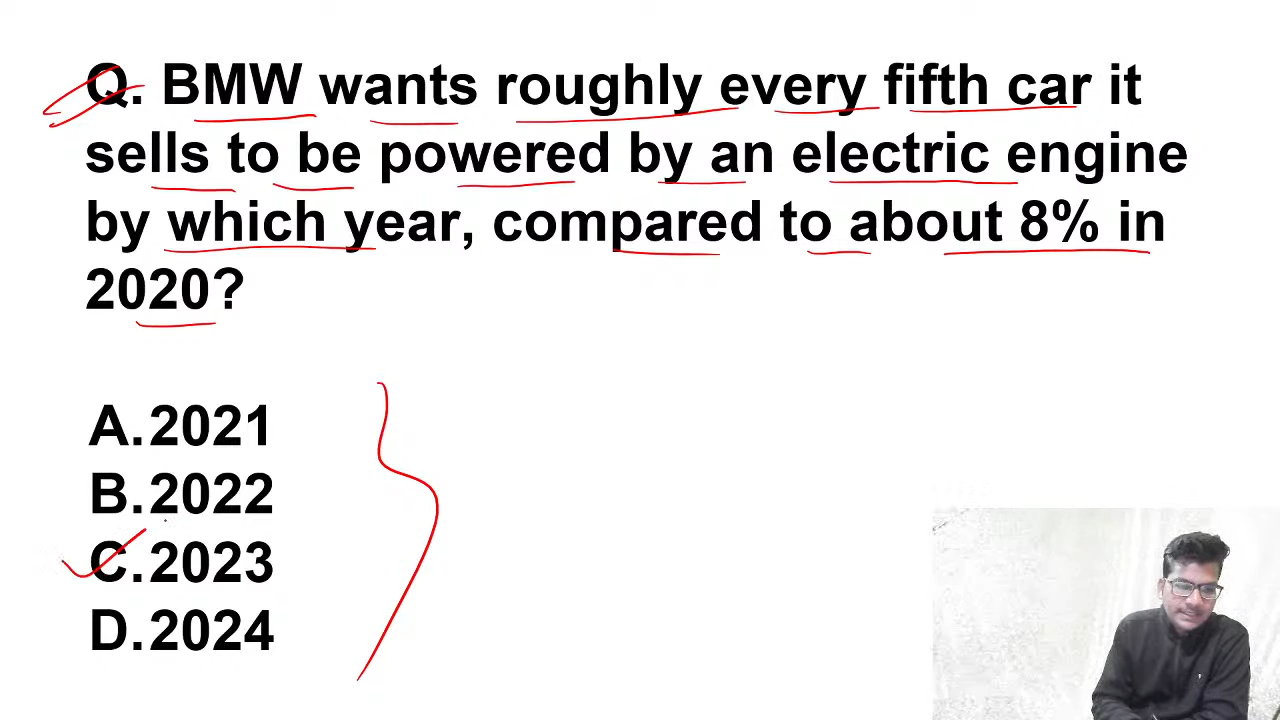 Q. BMW wants roughly every fifth car it
sells to be powered by an electric engine
by which year, compared to about 8% in
2020?
A.2021
B.2022
C.2023
D.2024